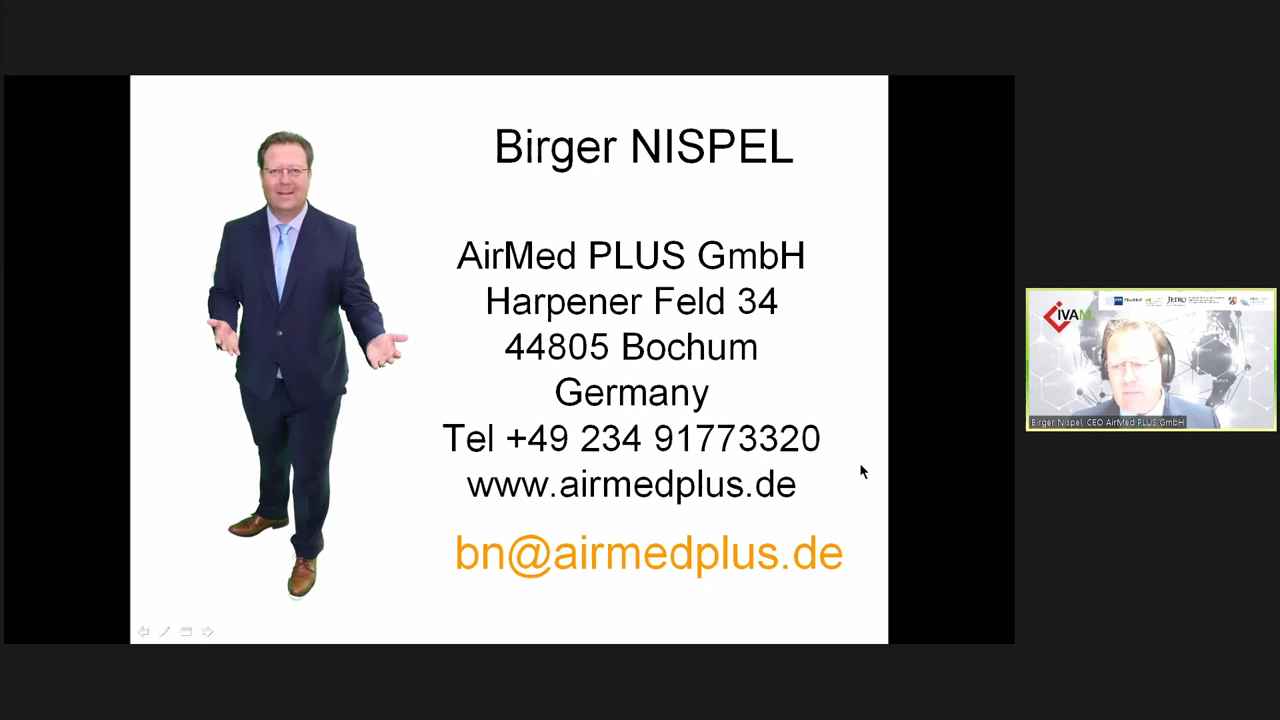 Birger NISPEL
AirMed PLUS GmbH
Harpener Feld 34
44805 Bochum
Germany
Tel +49 234 91773320
www.airmedplus.de
bn@airmedplus.de
IVAM
JETRO
Birger Nispel, CEO AirMed PLUS GmbH